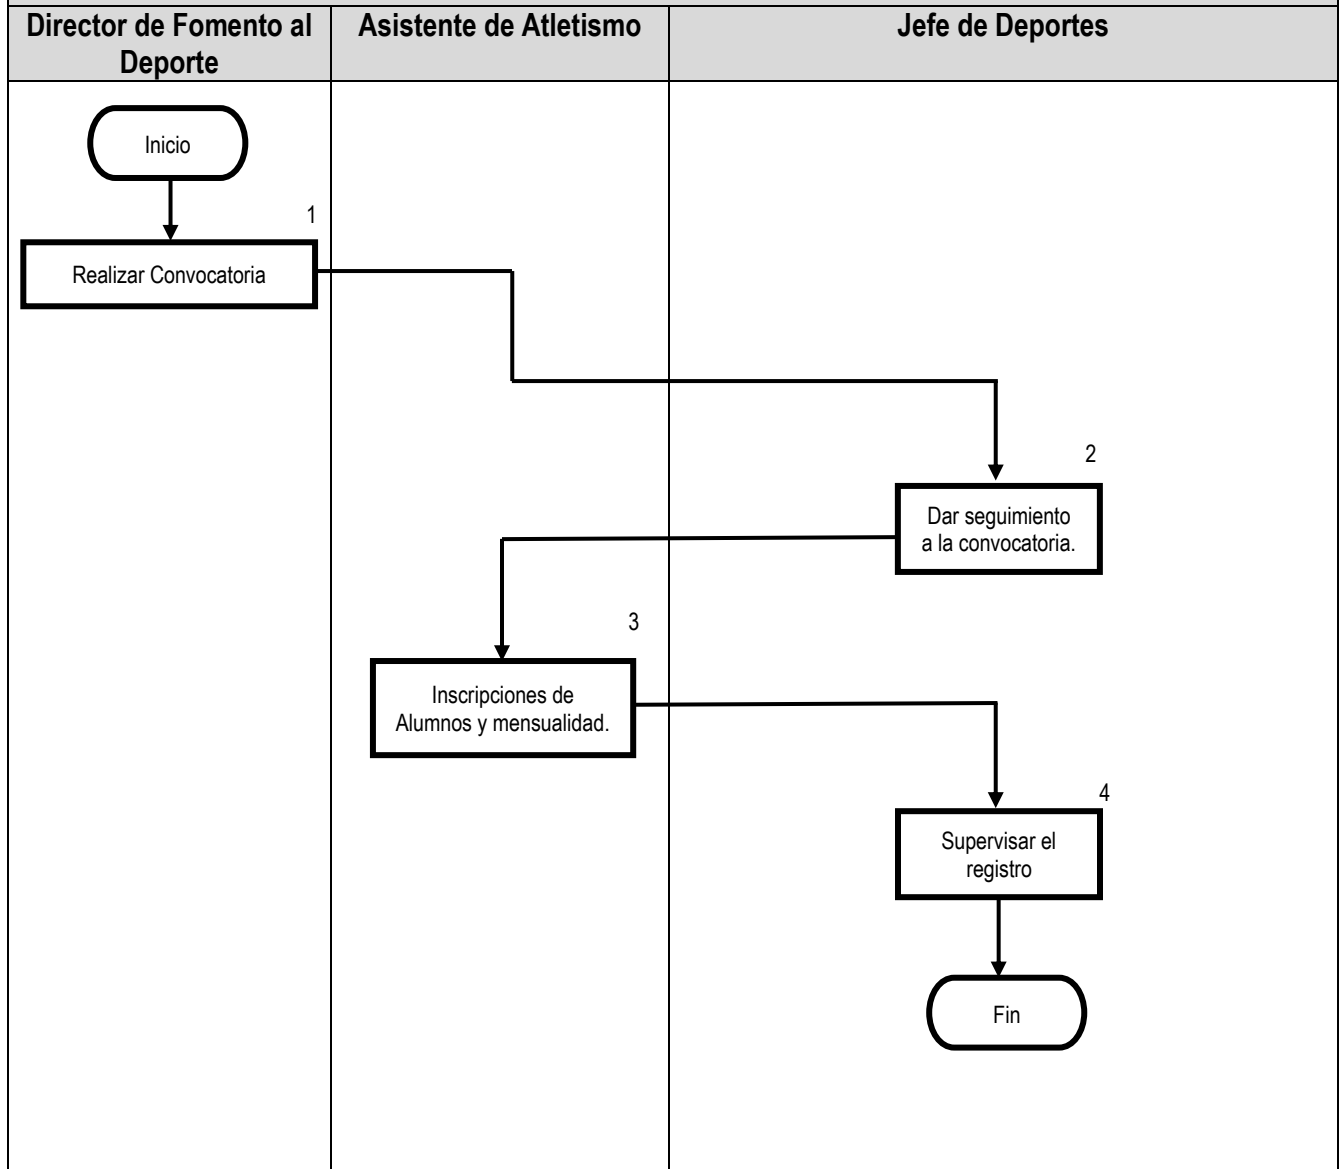 Director de Fomento al
Deporte
Asistente de Atletismo
Jefe de Deportes
Inicio
1
Realizar Convocatoria
2
Dar seguimiento
a la convocatoria.
3
Inscripciones de
Alumnos y mensualidad.
4
Supervisar el
registro
Fin